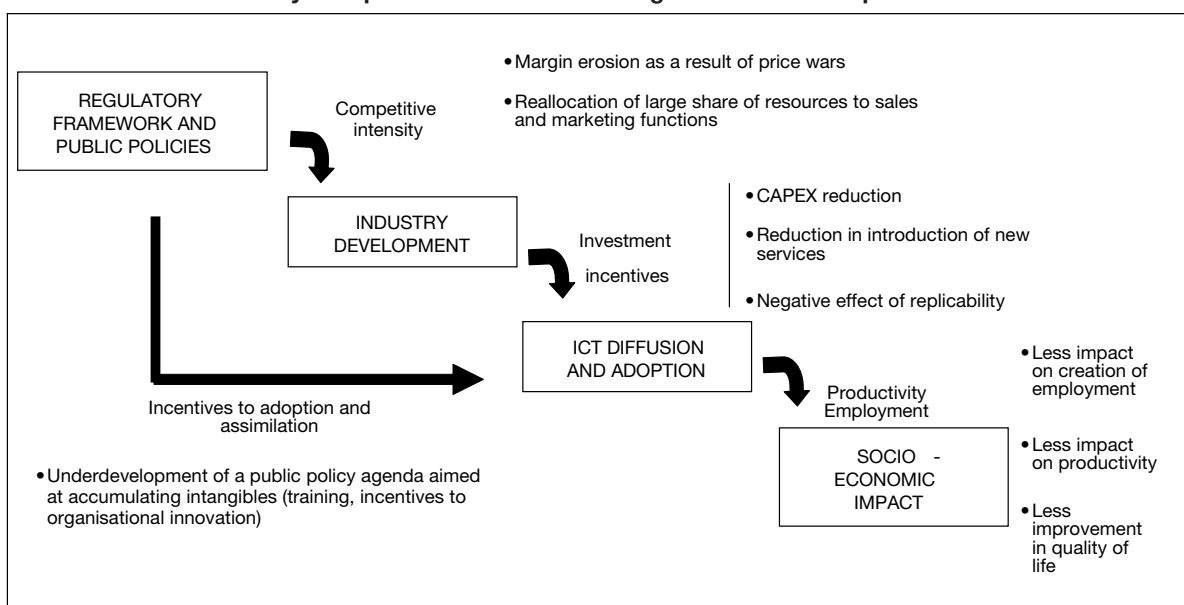 REGULATORY
FRAMEWORK AND
PUBLIC POLICIES
Competitive
intensity
• Margin erosion as a result of price wars
• Reallocation of large share of resources to sales
and marketing functions
INDUSTRY
DEVELOPMENT
Investment
incentives
• CAPEX reduction
• Reduction in introduction of new
services
• Negative effect of replicability
ICT DIFFUSION
AND ADOPTION
Incentives to adoption and
assimilation
• Underdevelopment of a public policy agenda aimed
at accumulating intangibles (training, incentives to
organisational innovation)
Productivity
Employment
SOCIO -
ECONOMIC
IMPACT
• Less impact
on creation of
employment
• Less impact
on productivity
• Less
improvement
in quality of
life